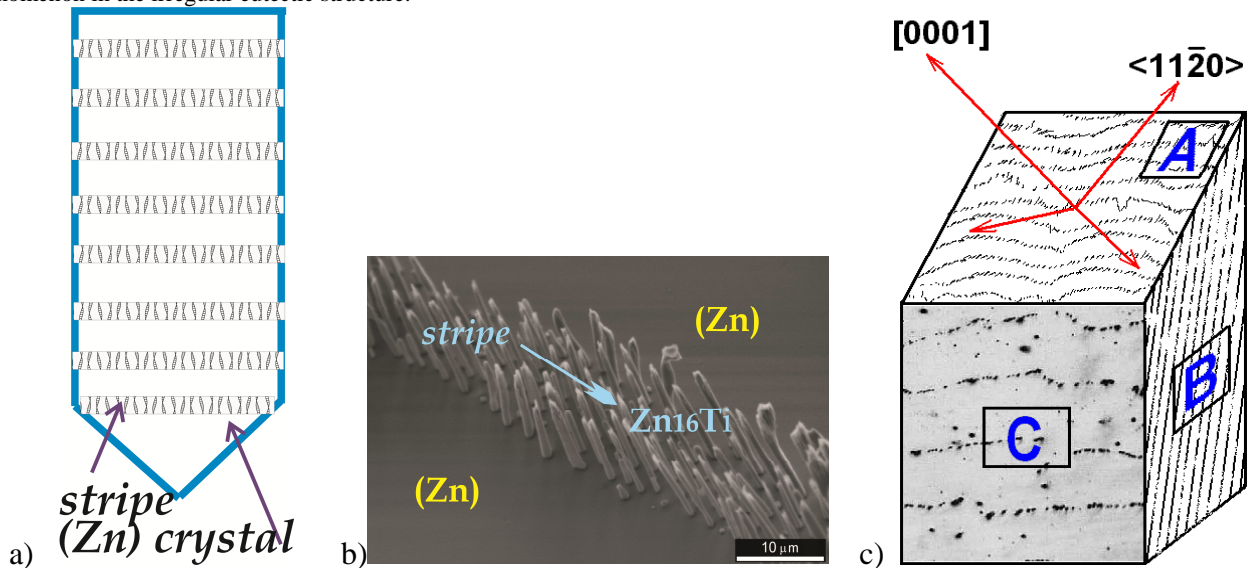 stripe
(Zn) crystal
a)
(Zn)
stripe
Zn16Ti
(Zn)
10 µm
b)
[0001]
<112̅0>
A
B
C
c)